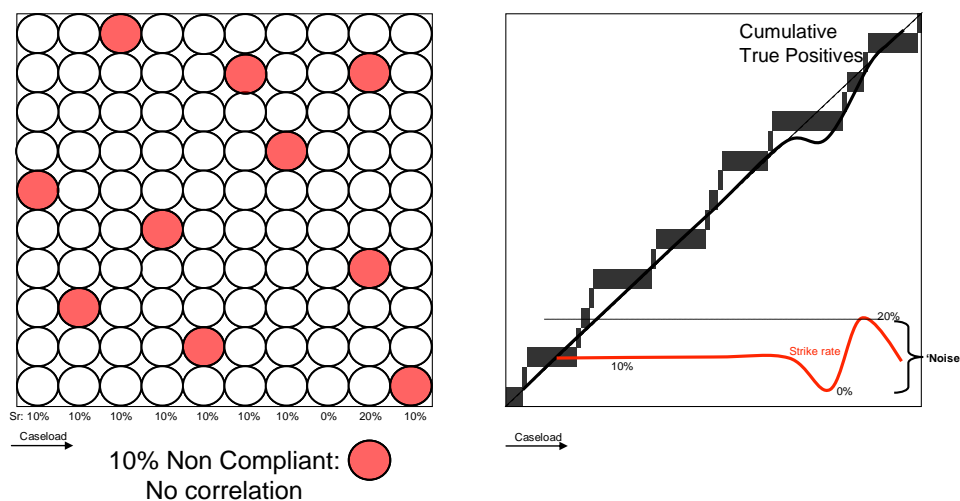 Sr: 10% 10% 10% 10% 10% 10% 10% 0% 20% 10%
Caseload
10% Non Compliant:
No correlation
Cumulative
True Positives
20%
Strike rate
'Noise
10%
0%
Caseload